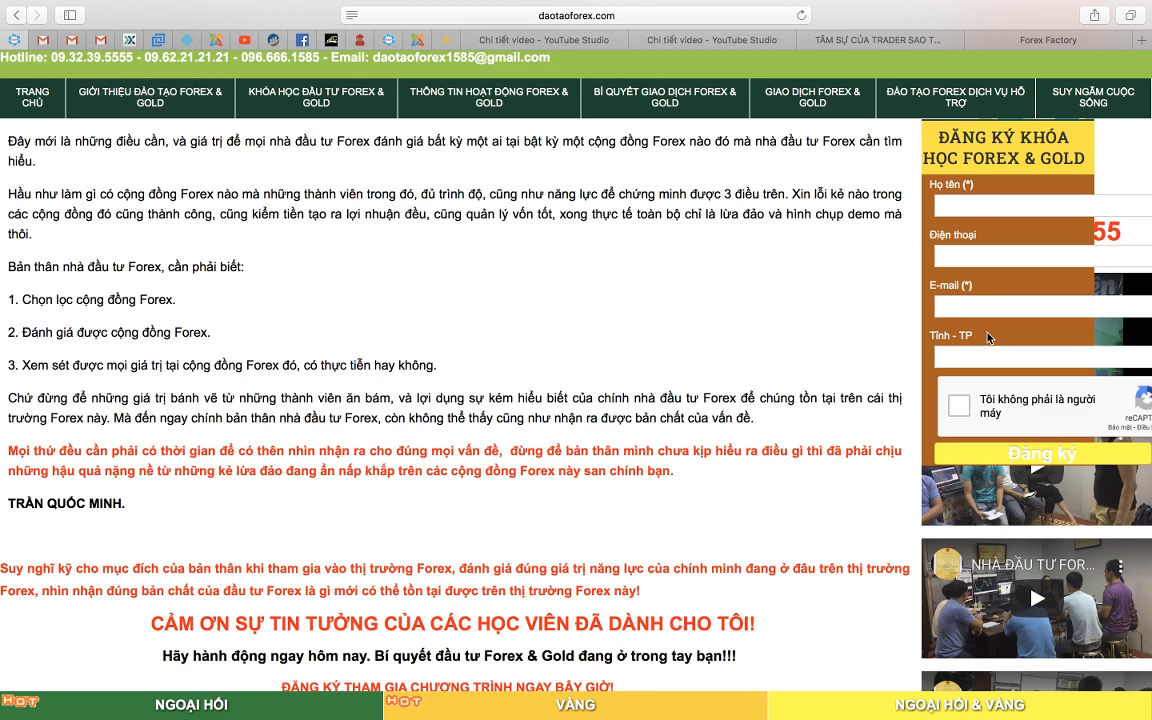 daotaoforex.com
Chi tiết video - YouTube Studio
Chi tiết video - YouTube Studio
TÂM SỰ CỦA TRADER SAO T...
Forex Factory
Hotline: 09.32.39.5555 - 09.62.21.21.21 - 096.666.1585 - Email: daotaoforex1585@gmail.com
TRANG CHỦ
GIỚI THIỆU ĐÀO TẠO FOREX & GOLD
KHÓA HỌC ĐẦU TƯ FOREX & GOLD
THÔNG TIN HOẠT ĐỘNG FOREX & GOLD
BÍ QUYẾT GIAO DỊCH FOREX & GOLD
GIAO DỊCH FOREX & GOLD
ĐÀO TẠO FOREX DỊCH VỤ HỖ TRỢ
SUY NGẪM CUỘC SỐNG
Đây mới là những điều cần, và giá trị để mọi nhà đầu tư Forex đánh giá bất kỳ một ai tại bật kỳ một cộng đồng Forex nào đó mà nhà đầu tư Forex cần tìm
hiểu.
Hầu như làm gì có cộng đồng Forex nào mà những thành viên trong đó, đủ trình độ, cũng như năng lực để chứng minh được 3 điều trên. Xin lỗi kẻ nào trong
các cộng đồng đó cũng thành công, cũng kiểm tiền tạo ra lợi nhuận đều, cũng quản lý vốn tốt, xong thực tế toàn bộ chỉ là lừa đảo và hình chụp demo mà
thôi.
Bản thân nhà đầu tư Forex, cần phải biết:
1. Chọn lọc cộng đồng Forex.
2. Đánh giá được cộng đồng Forex.
3. Xem sét được mọi giá trị tại cộng đồng Forex đó, có thực tiễn hay không.
Chứ đừng để những giá trị bánh vẽ từ những thành viên ăn bám, và lợi dụng sự kém hiểu biết của chính nhà đầu tư Forex để chúng tồn tại trên cái thị
trường Forex này. Mà đến ngay chính bản thân nhà đầu tư Forex, còn không thể thấy cũng như nhận ra được bản chất của vấn đề.
Mọi thứ đều cần phải có thời gian để có thên nhìn nhận ra cho đúng mọi vấn đề, đừng để bản thân mình chưa kịp hiểu ra điều gì thì đã phải chịu
những hậu quả nặng nề từ những kẻ lừa đảo đang ẩn nấp khắp trên các cộng đồng Forex này san chính bạn.
TRẦN QUỐC MINH.
Suy nghĩ kỹ cho mục đích của bản thân khi tham gia vào thị trường Forex, đánh giá đúng giá trị năng lực của chính minh đang ở đâu trên thị trường
Forex, nhìn nhận đúng bản chất của đầu tư Forex là gì mới có thể tồn tại được trên thị trường Forex này!
CẢM ƠN SỰ TIN TƯỞNG CỦA CÁC HỌC VIÊN ĐÃ DÀNH CHO TÔI!
Hãy hành động ngay hôm nay. Bí quyết đầu tư Forex & Gold đang ở trong tay bạn!!!
ĐĂNG KÝ THAM GIA CHƯƠNG TRÌNH NGAY BÂY GIỜ!
ĐĂNG KÝ KHÓA
HỌC FOREX & GOLD
Họ tên (*)
55
Điện thoại
E-mail (*)
Tỉnh - TP
Tôi không phải là người
máy
reCAPT
Bảo mật - Điều
Đăng ký
NHÀ ĐẦU TƯ FOR...
HOT
NGOẠI HỐI
HOT
VÀNG
NGOẠI HỐI & VÀNG